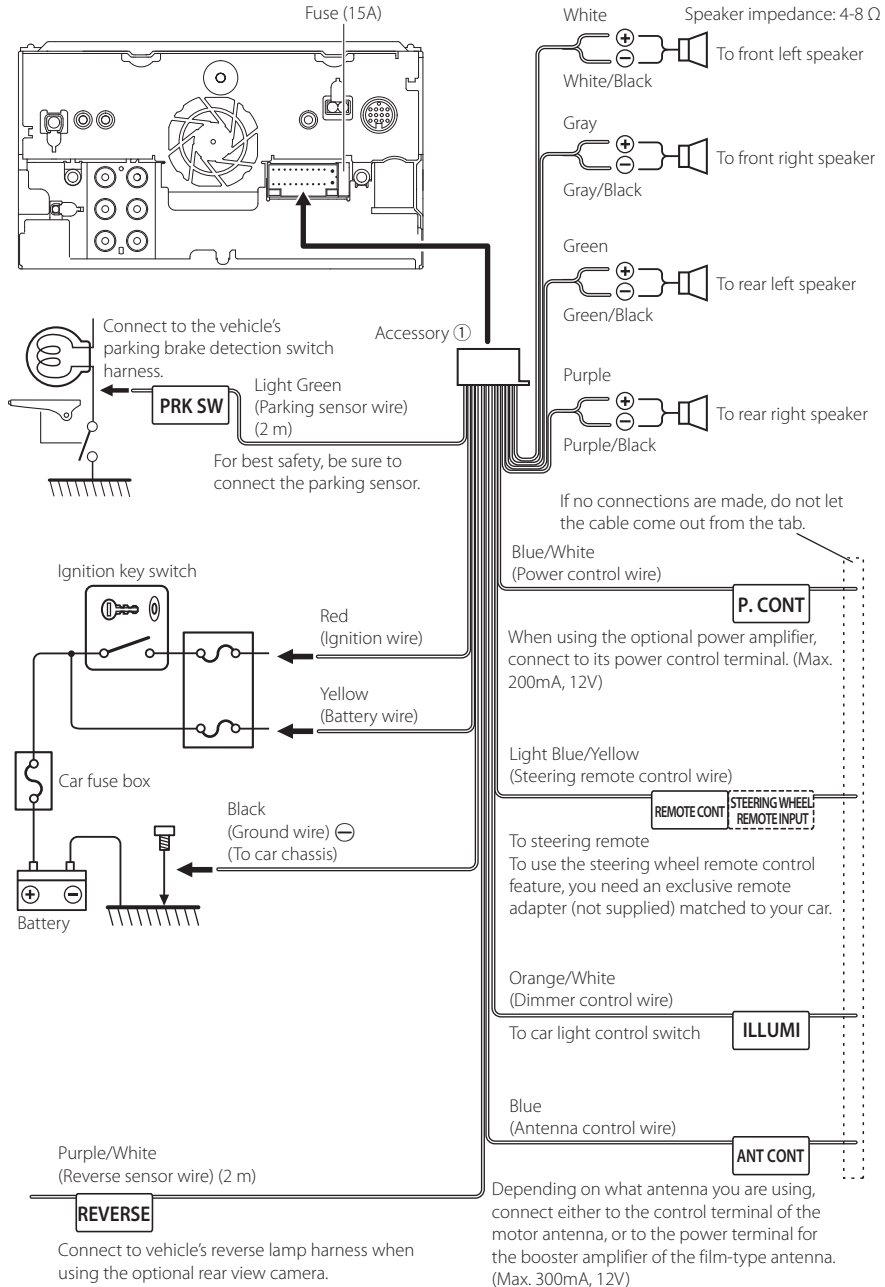 Fuse (15A)
White
Speaker impedance: 4-8 Ω
⊕
⊖
To front left speaker
White/Black
Gray
⊕
⊖
To front right speaker
Gray/Black
Green
⊕
⊖
To rear left speaker
Green/Black
Purple
⊕
⊖
To rear right speaker
Purple/Black
Accessory ①
Connect to the vehicle’s
parking brake detection switch
harness.
PRK SW
Light Green
(Parking sensor wire)
(2 m)
For best safety, be sure to
connect the parking sensor.
If no connections are made, do not let
the cable come out from the tab.
Blue/White
(Power control wire)
P. CONT
When using the optional power amplifier,
connect to its power control terminal. (Max.
200mA, 12V)
Ignition key switch
Red
(Ignition wire)
Yellow
(Battery wire)
Car fuse box
Black
(Ground wire) ⊖
(To car chassis)
⊕
⊖
Battery
Light Blue/Yellow
(Steering remote control wire)
REMOTE CONT
STEERING WHEEL
REMOTE INPUT
To steering remote
To use the steering wheel remote control
feature, you need an exclusive remote
adapter (not supplied) matched to your car.
Orange/White
(Dimmer control wire)
To car light control switch
ILLUMI
Blue
(Antenna control wire)
ANT CONT
Depending on what antenna you are using,
connect either to the control terminal of the
motor antenna, or to the power terminal for
the booster amplifier of the film-type antenna.
(Max. 300mA, 12V)
Purple/White
(Reverse sensor wire) (2 m)
REVERSE
Connect to vehicle’s reverse lamp harness when
using the optional rear view camera.